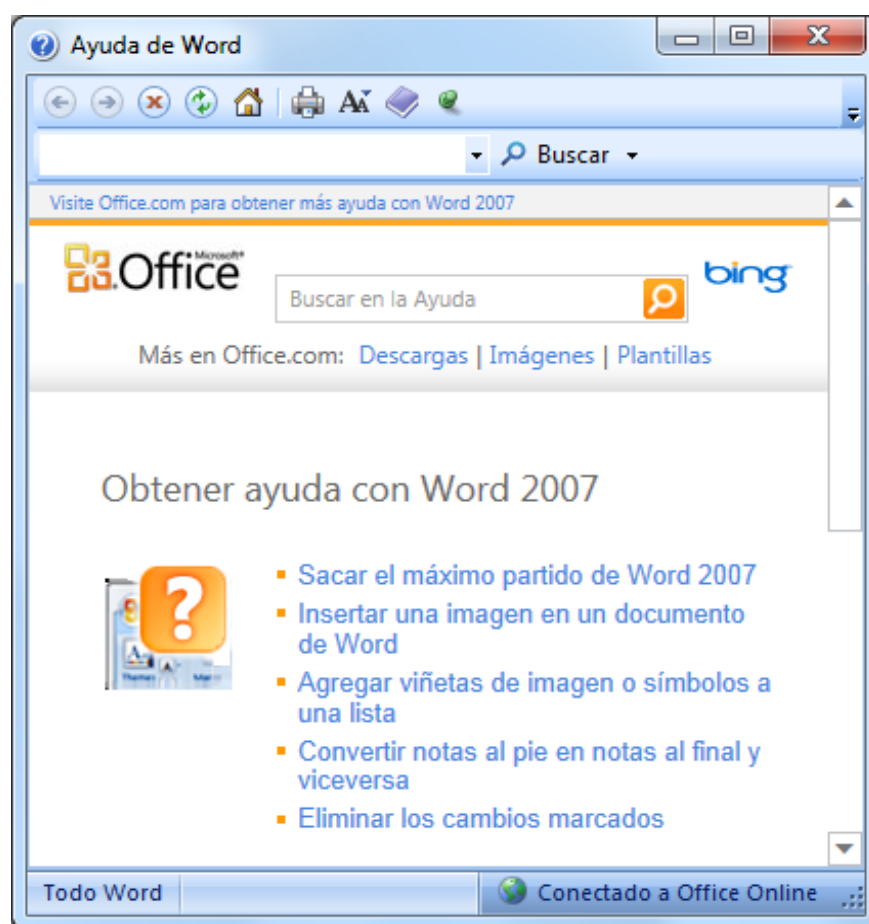 Ayuda de Word
Buscar
Visite Office.com para obtener más ayuda con Word 2007
Microsoft
Office
Buscar en la Ayuda
bing
Más en Office.com: Descargas | Imágenes | Plantillas
Obtener ayuda con Word 2007
Sacar el máximo partido de Word 2007
Insertar una imagen en un documento
de Word
Agregar viñetas de imagen o símbolos a
una lista
Convertir notas al pie en notas al final y
viceversa
Eliminar los cambios marcados
Themes
Todo Word
Conectado a Office Online